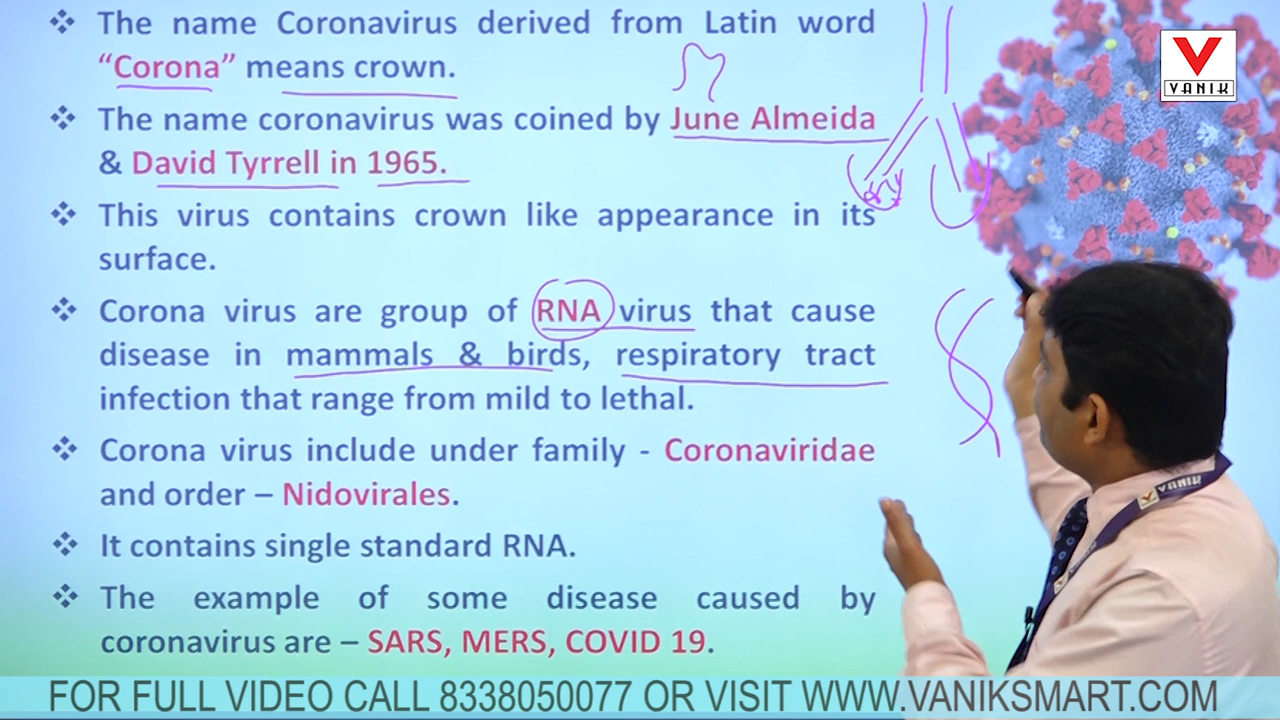 ❖ The name Coronavirus derived from Latin word
“Corona” means crown.
❖ The name coronavirus was coined by June Almeida
& David Tyrrell in 1965.
❖ This virus contains crown like appearance in its
surface.
❖ Corona virus are group of RNA virus that cause
disease in mammals & birds, respiratory tract
infection that range from mild to lethal.
❖ Corona virus include under family - Coronaviridae
and order – Nidovirales.
❖ It contains single standard RNA.
❖ The example of some disease caused by
coronavirus are – SARS, MERS, COVID 19.
VANIK
VANIK
FOR FULL VIDEO CALL 8338050077 OR VISIT WWW.VANIKSMART.COM